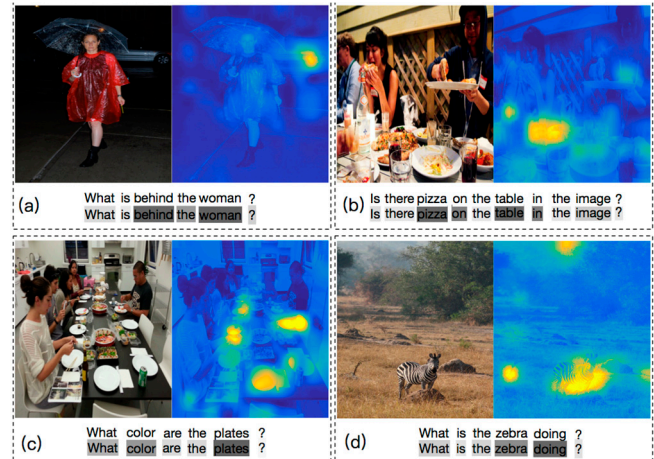 What is behind the woman ?
(a) What is behind the woman ?
Is there pizza on the table in the image ?
(b) Is there pizza on the table in the image ?
What color are the plates ?
(c) What color are the plates ?
What is the zebra doing ?
(d) What is the zebra doing ?